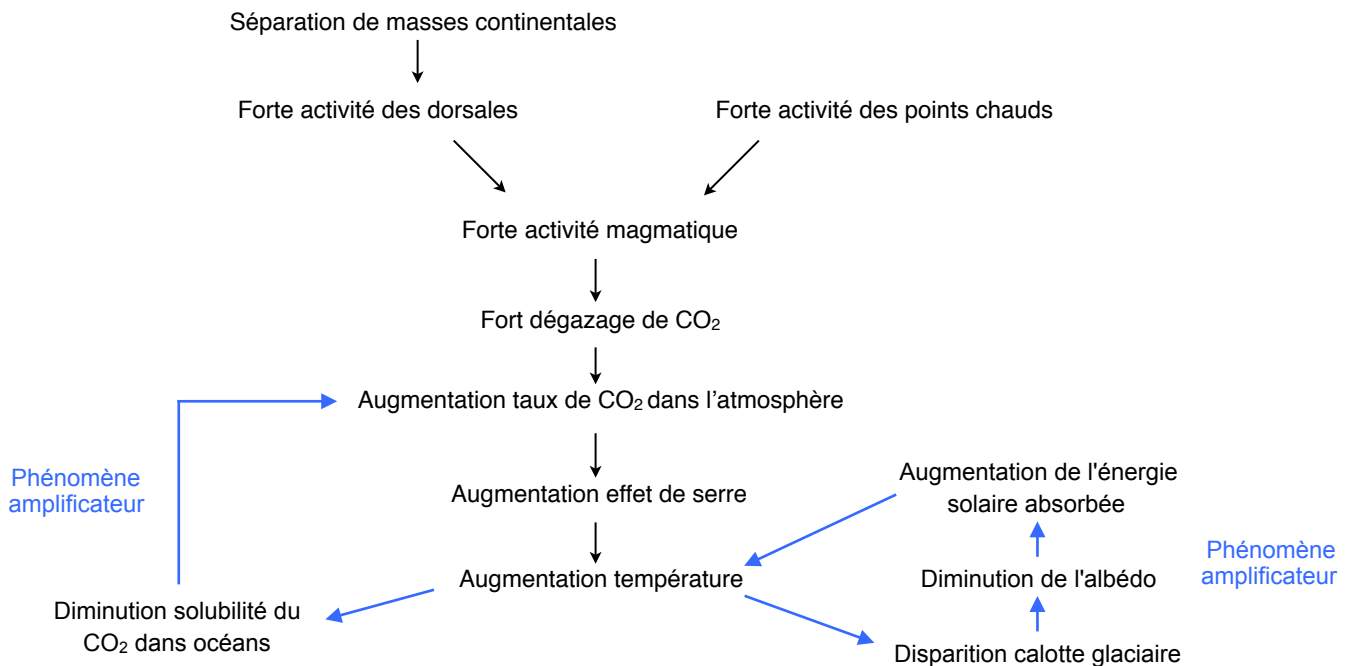 Séparation de masses continentales
Forte activité des dorsales
Forte activité des points chauds
Forte activité magmatique
Fort dégazage de CO₂
Augmentation taux de CO₂ dans l’atmosphère
Phénomène
amplificateur
Augmentation effet de serre
Augmentation de l'énergie
solaire absorbée
Augmentation température
Diminution de l'albédo
Phénomène
amplificateur
Diminution solubilité du
CO₂ dans océans
Disparition calotte glaciaire